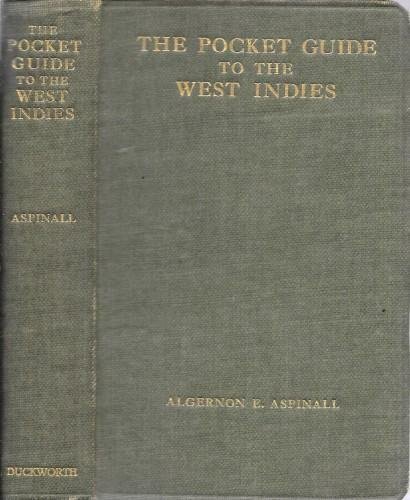 THE
POCKET
GUIDE
TO THE
WEST
INDIES
ASPINALL
DUCKWORTH
THE POCKET GUIDE
TO THE
WEST INDIES
ALGERNON E. ASPINALL